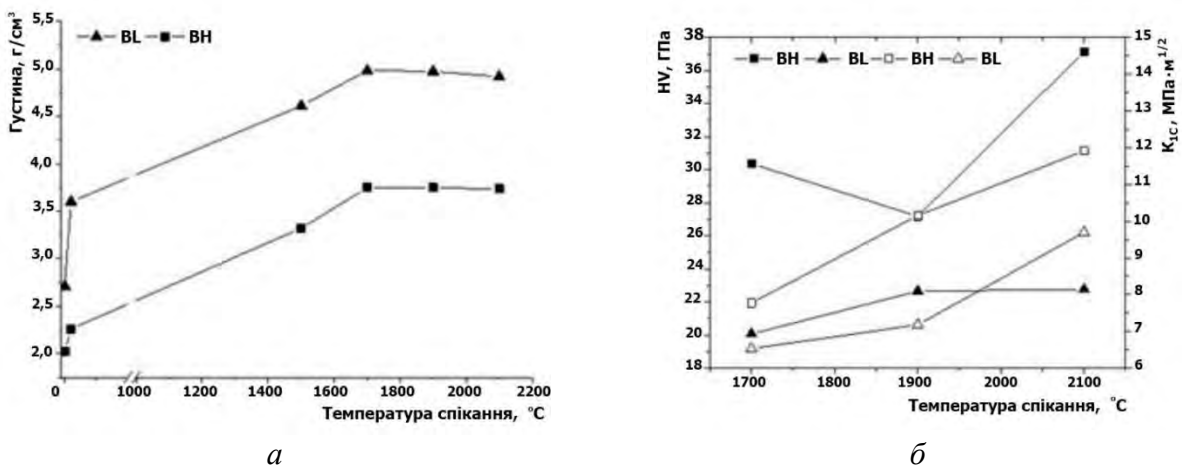 Густина, г/см³
5,5
5,0
4,5
4,0
3,5
3,0
2,5
2,0
BL BH
0 1000 1200 1400 1600 1800 2000 2200
Температура спікання, °C
а
HV, ГПа
38
36
34
32
30
28
26
24
22
20
18
BH BL BH BL
15
14
13
12
11
10
9
8
7
6
K1C, МПа·м1/2
1700 1800 1900 2000 2100
Температура спікання, °C
б